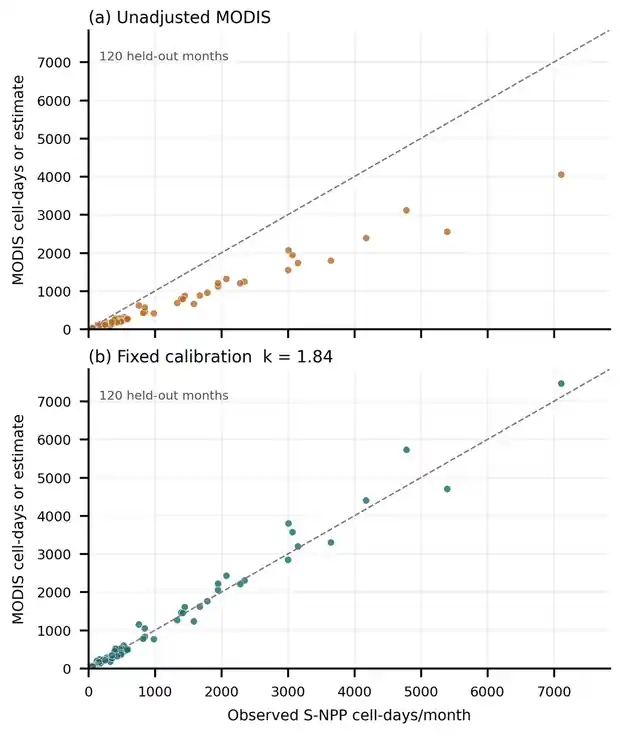 (a) Unadjusted MODIS
120 held-out months
7000
6000
5000
4000
3000
2000
1000
0
MODIS cell-days or estimate
(b) Fixed calibration k = 1.84
120 held-out months
7000
6000
5000
4000
3000
2000
1000
0
MODIS cell-days or estimate
0 1000 2000 3000 4000 5000 6000 7000
Observed S-NPP cell-days/month